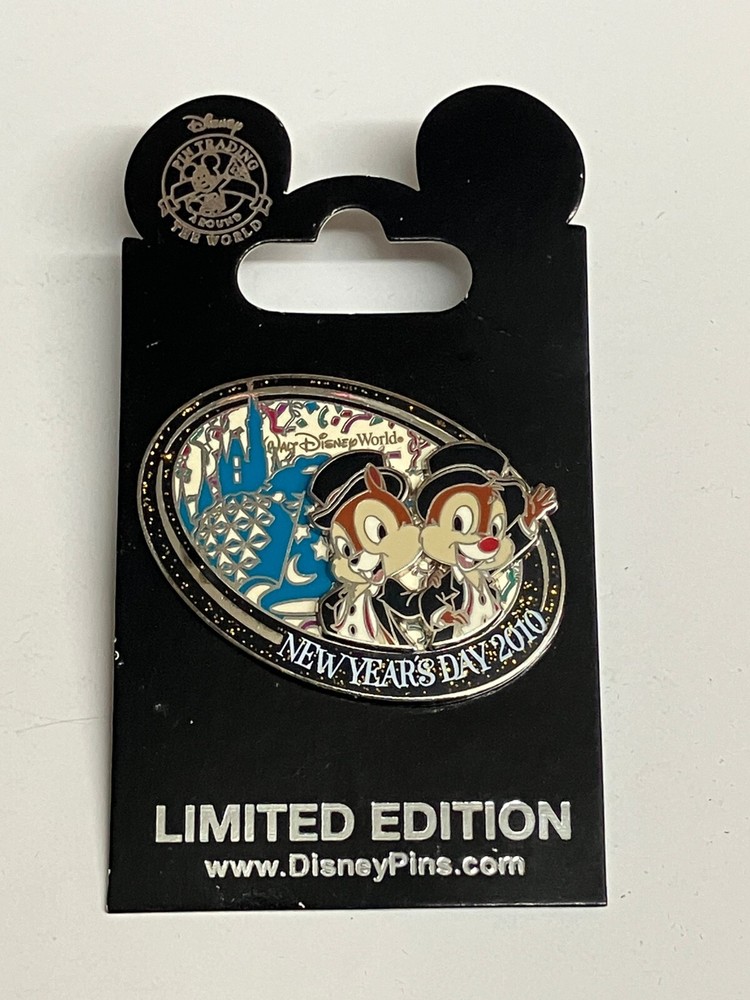 Disney
PIN TRADING
AROUND
THE WORLD
WALT DISNEY World®
NEW YEAR'S DAY 2010
LIMITED EDITION
www.DisneyPins.com